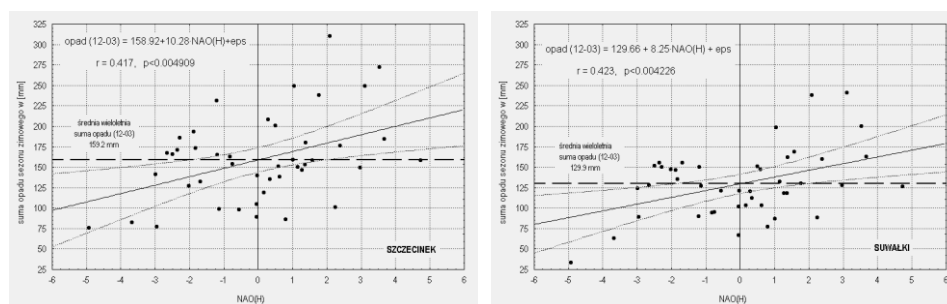 opad (12-03) = 158.92+10.28·NAO(H)+eps
r = 0.417, p<0.004909
średnia wieloletnia
suma opadu (12-03)
159.2 mm
SZCZECINEK
suma opadu sezonu zimowego w [mm]
325
300
275
250
225
200
175
150
125
100
75
50
25
-6 -5 -4 -3 -2 -1 0 1 2 3 4 5 6
NAO(H)
opad (12-03) = 129.66 + 8.25·NAO(H) + eps
r = 0.423, p<0.004226
średnia wieloletnia
suma opadu (12-03)
129.9 mm
SUWAŁKI
suma opadu sezonu zimowego w [mm]
325
300
275
250
225
200
175
150
125
100
75
50
25
-6 -5 -4 -3 -2 -1 0 1 2 3 4 5 6
NAO(H)